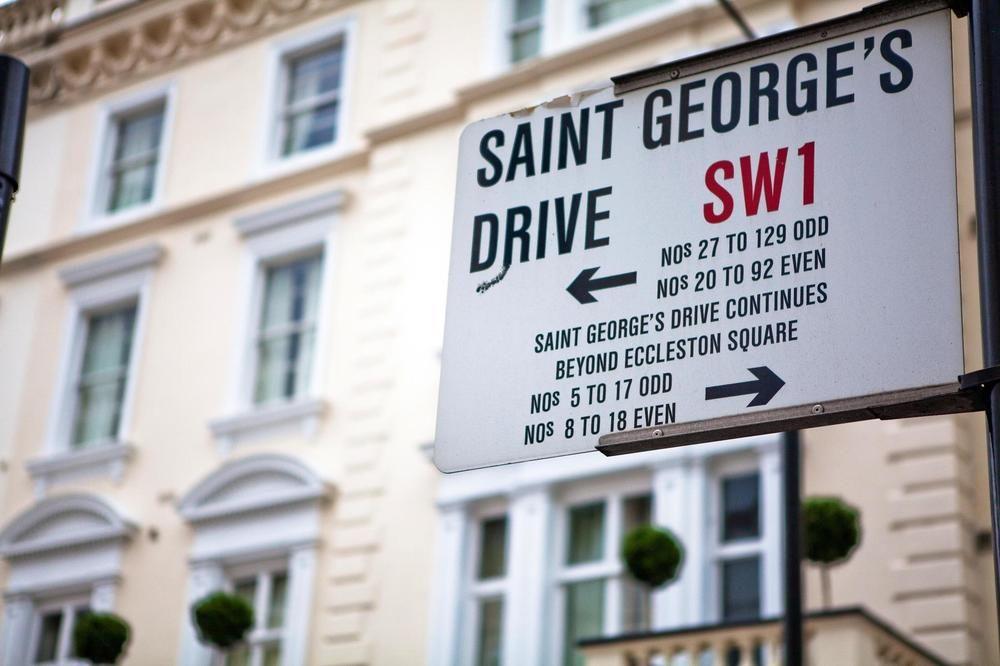 SAINT GEORGE'S
DRIVE SW1
NOS 27 TO 129 ODD
NOS 20 TO 92 EVEN
SAINT GEORGE'S DRIVE CONTINUES
BEYOND ECCLESTON SQUARE
NOS 5 TO 17 ODD
NOS 8 TO 18 EVEN